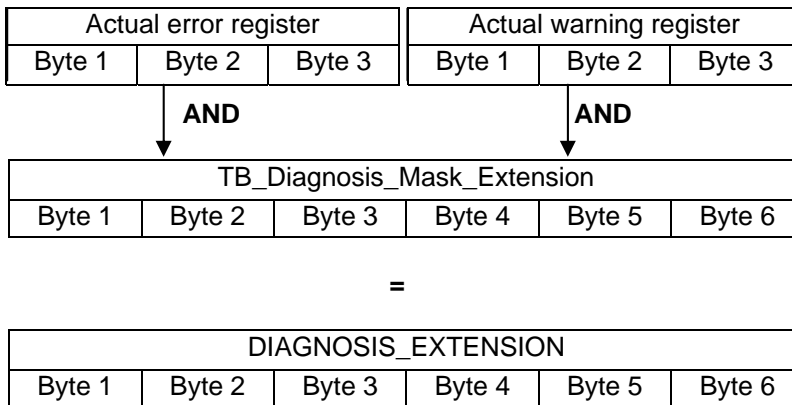 Actual error register Actual warning register
Byte 1 Byte 2 Byte 3 Byte 1 Byte 2 Byte 3
AND AND
TB_Diagnosis_Mask_Extension
Byte 1 Byte 2 Byte 3 Byte 4 Byte 5 Byte 6
=
DIAGNOSIS_EXTENSION
Byte 1 Byte 2 Byte 3 Byte 4 Byte 5 Byte 6